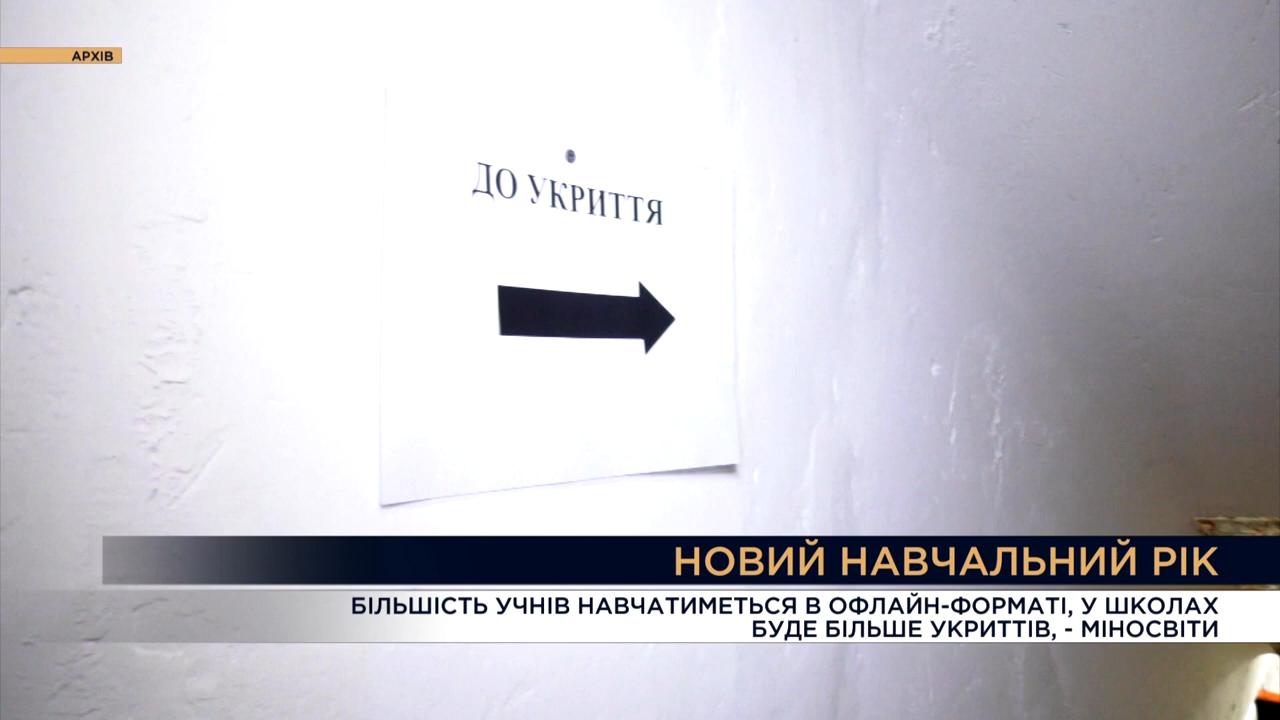 АРХІВ
ДО УКРИТТЯ
НОВИЙ НАВЧАЛЬНИЙ РІК
БІЛЬШІСТЬ УЧНІВ НАВЧАТИМЕТЬСЯ В ОФЛАЙН-ФОРМАТІ, У ШКОЛАХ
БУДЕ БІЛЬШЕ УКРИТТІВ, - МІНОСВІТИ